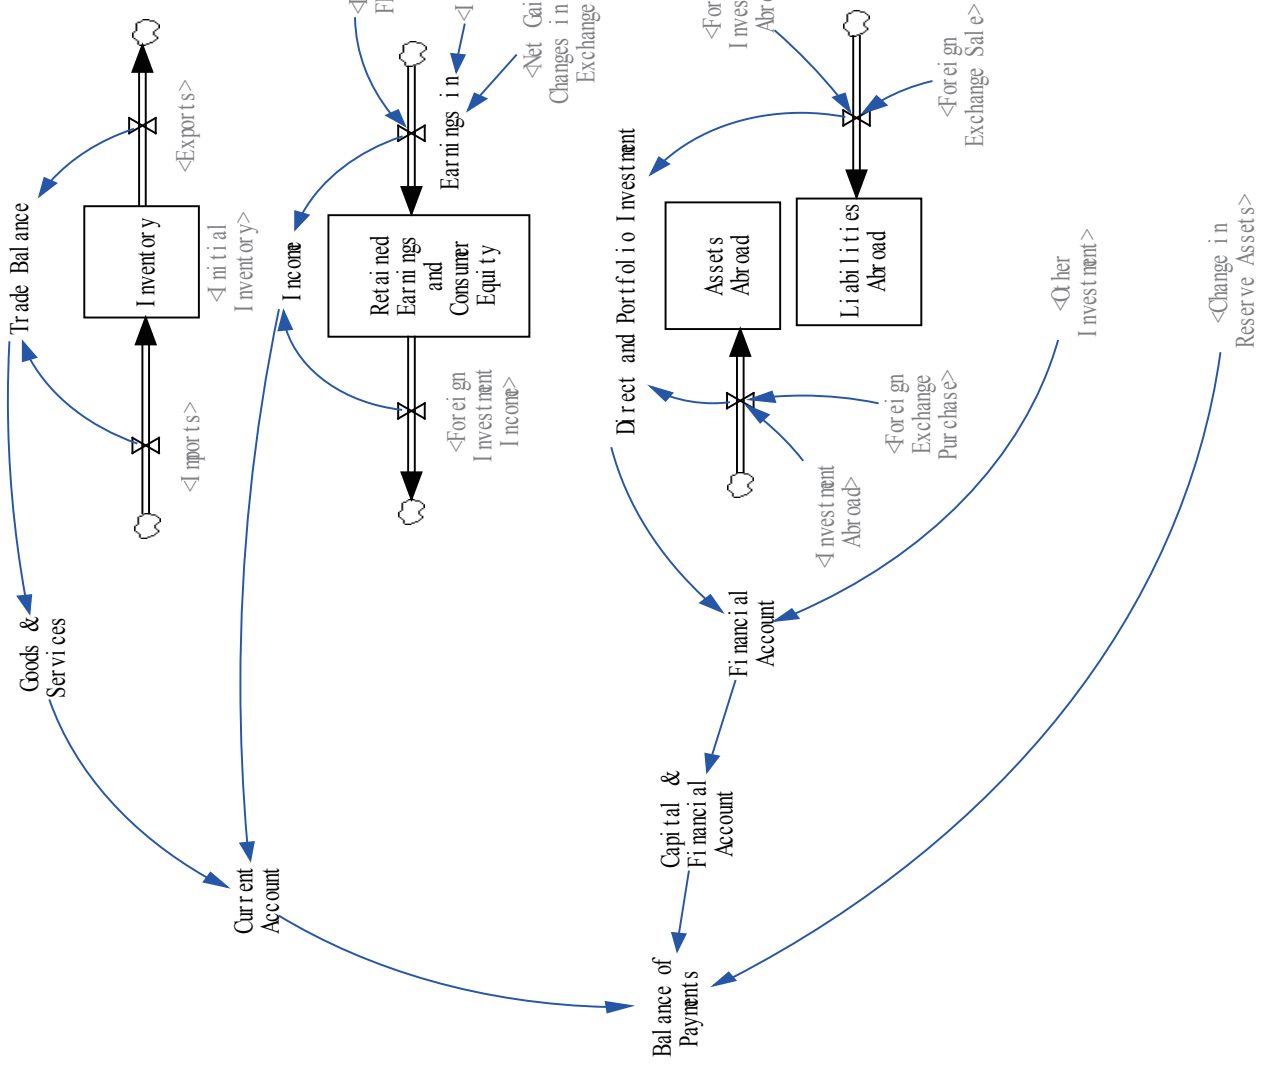 <Exports>
Trade Balance
Inventory
<Initial
Inventory>
<Imports>
Goods &
Services
Earnings in
<Net
Changes in
Exchange
Income
Retained
Earnings
and
Consumer
Equity
<Foreign
Investment
Income>
Current
Account
<Foreign
Exchange Sale>
Direct and Portfolio Investment
Assets
Abroad
Liabilities
Abroad
<Foreign
Exchange
Purchase>
<Investment
Abroad>
<Other
Investment>
<Change in
Reserve Assets>
Financial
Account
Capital &
Financial
Account
Balance of
Payments